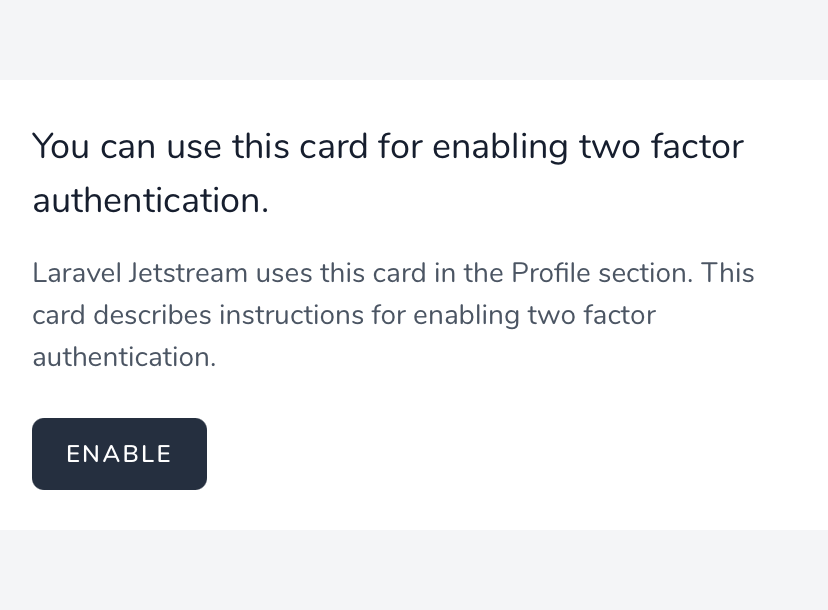 You can use this card for enabling two factor
authentication.
Laravel Jetstream uses this card in the Profile section. This
card describes instructions for enabling two factor
authentication.
ENABLE